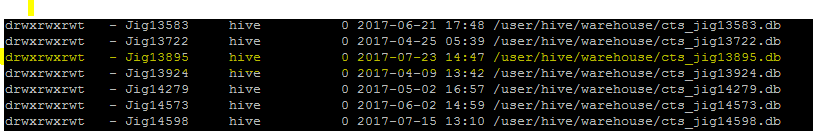 drwxrwxrwt - Jig13583 hive 0 2017-06-21 17:48 /user/hive/warehouse/cts_jig13583.db
drwxrwxrwt - Jig13722 hive 0 2017-04-25 05:39 /user/hive/warehouse/cts_jig13722.db
drwxrwxrwt - Jig13895 hive 0 2017-07-23 14:47 /user/hive/warehouse/cts_jig13895.db
drwxrwxrwt - Jig13924 hive 0 2017-04-09 13:42 /user/hive/warehouse/cts_jig13924.db
drwxrwxrwt - Jig14279 hive 0 2017-05-02 16:57 /user/hive/warehouse/cts_jig14279.db
drwxrwxrwt - Jig14573 hive 0 2017-06-02 14:59 /user/hive/warehouse/cts_jig14573.db
drwxrwxrwt - Jig14598 hive 0 2017-07-15 13:10 /user/hive/warehouse/cts_jig14598.db